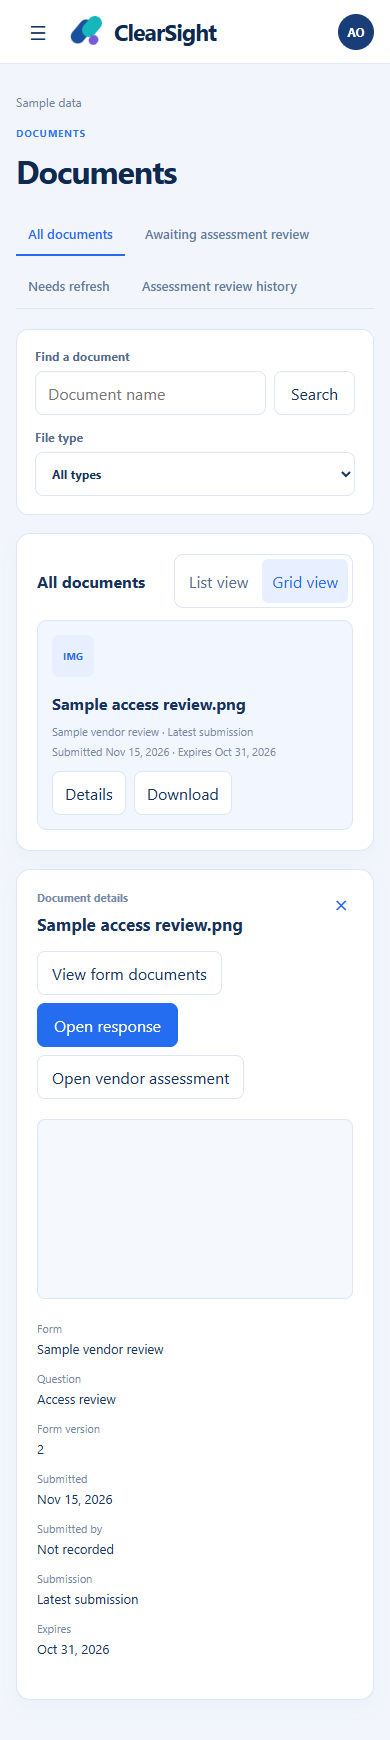 ☰ ClearSight AO
Sample data
DOCUMENTS
Documents
All documents Awaiting assessment review
Needs refresh Assessment review history
Find a document
Document name Search
File type
All types
All documents List view Grid view
IMG
Sample access review.png
Sample vendor review · Latest submission
Submitted Nov 15, 2026 · Expires Oct 31, 2026
Details Download
Document details
Sample access review.png ×
View form documents
Open response
Open vendor assessment
Form
Sample vendor review
Question
Access review
Form version
2
Submitted
Nov 15, 2026
Submitted by
Not recorded
Submission
Latest submission
Expires
Oct 31, 2026